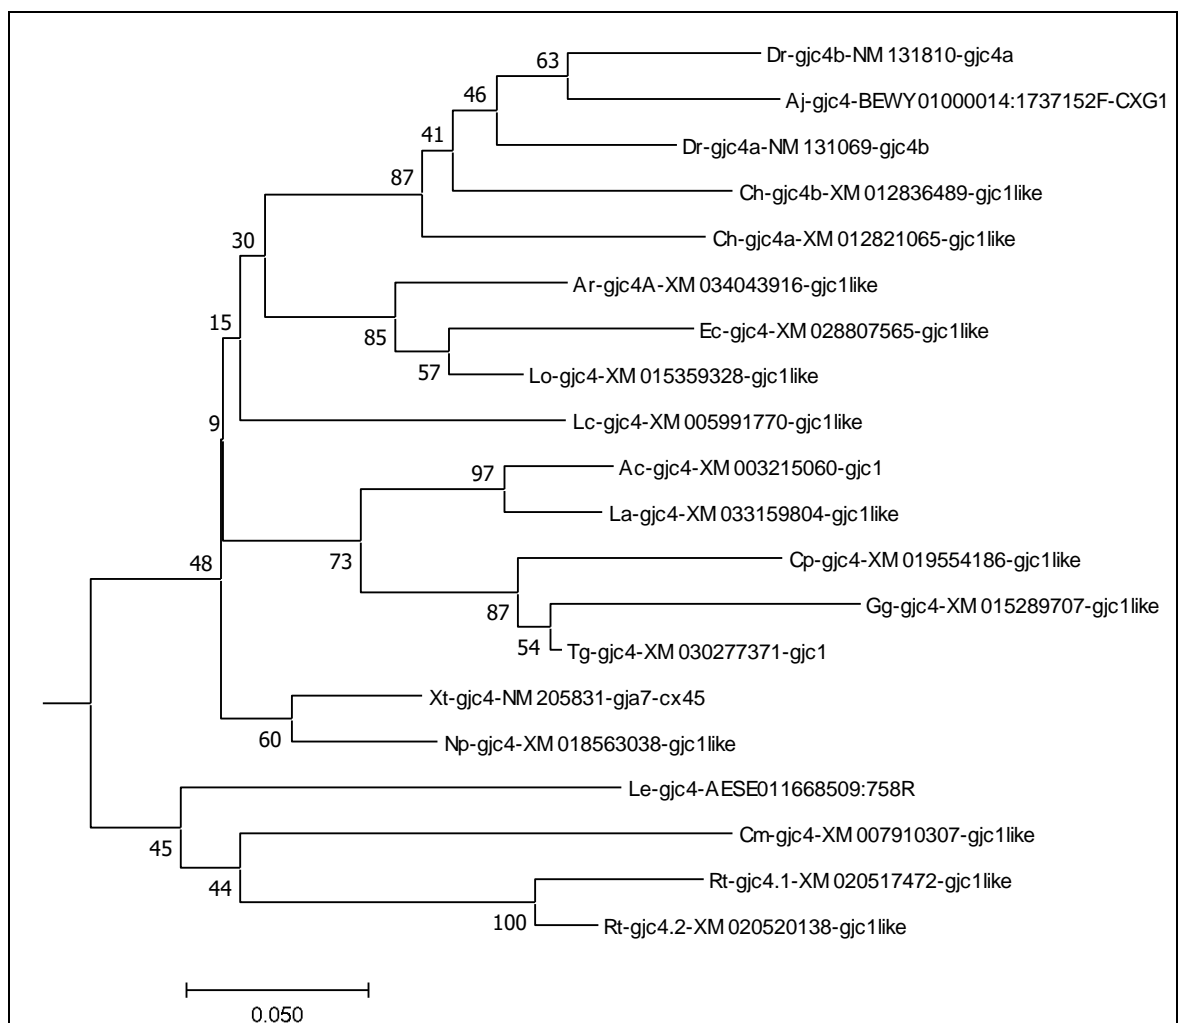 63
Dr-gjc4b-NM 131810-gjc4a
46
Aj-gjc4-BEWY01000014:1737152F-CXG1
41
Dr-gjc4a-NM 131069-gjc4b
87
Ch-gjc4b-XM 012836489-gjc1like
30
Ch-gjc4a-XM 012821065-gjc1like
Ar-gjc4A-XM 034043916-gjc1like
15
85
Ec-gjc4-XM 028807565-gjc1like
57
Lo-gjc4-XM 015359328-gjc1like
9
Lc-gjc4-XM 005991770-gjc1like
97
Ac-gjc4-XM 003215060-gjc1
La-gjc4-XM 033159804-gjc1like
48
73
Cp-gjc4-XM 019554186-gjc1like
87
Gg-gjc4-XM 015289707-gjc1like
54
Tg-gjc4-XM 030277371-gjc1
Xt-gjc4-NM 205831-gja7-cx45
60
Np-gjc4-XM 018563038-gjc1like
Le-gjc4-AESE011668509:758R
45
Cm-gjc4-XM 007910307-gjc1like
44
Rt-gjc4.1-XM 020517472-gjc1like
100
Rt-gjc4.2-XM 020520138-gjc1like
0.050